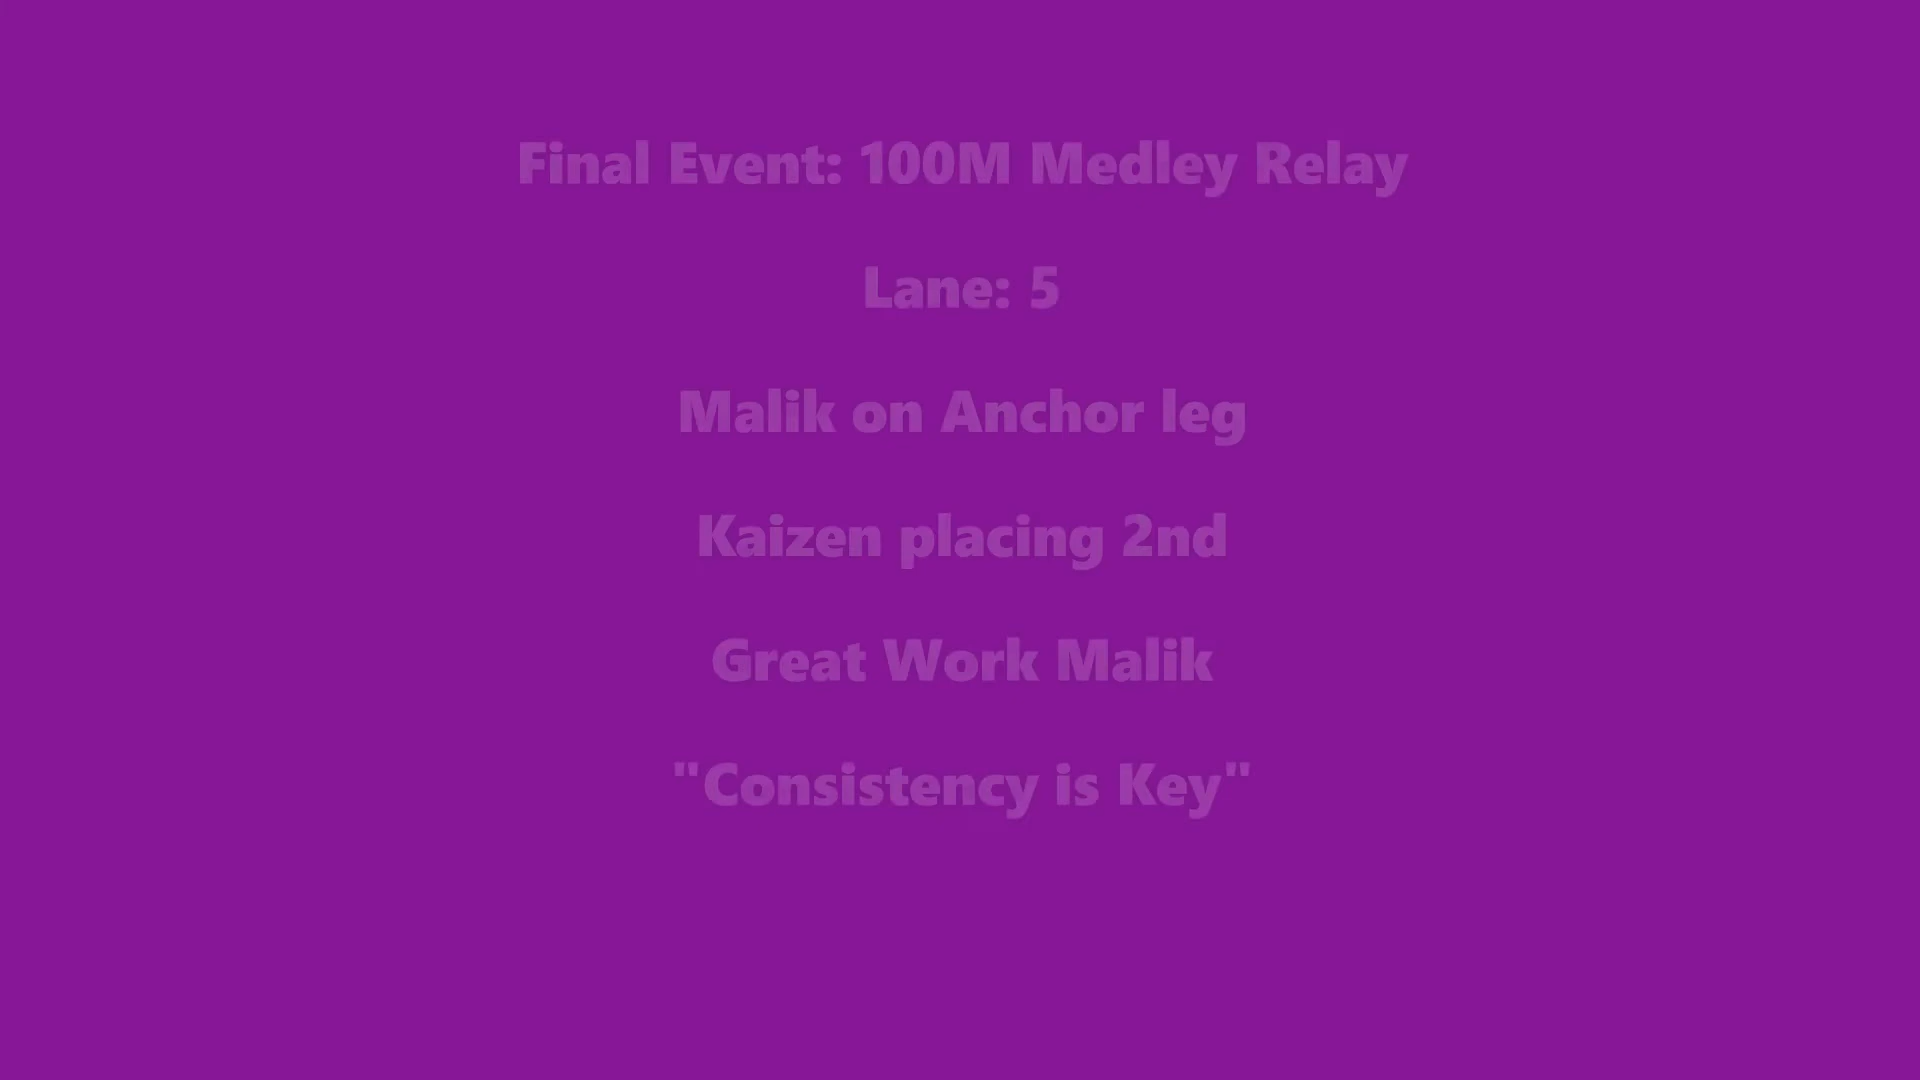 Final Event: 100M Medley Relay
Lane: 5
Malik on Anchor leg
Kaizen placing 2nd
Great Work Malik
"Consistency is Key"